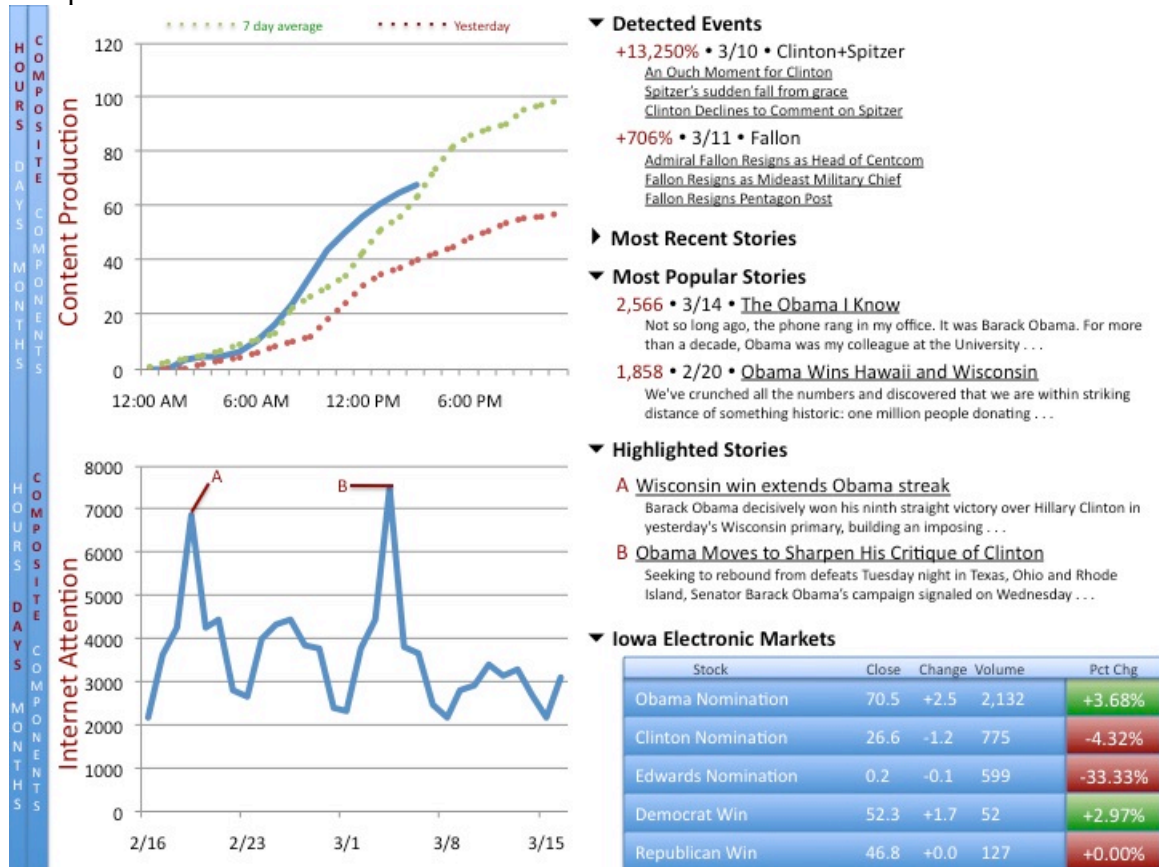 7 day average
Yesterday
HOURS DAYS MONTHS
COMPOSITE COMPONENTS
Content Production
120
100
80
60
40
20
0
12:00 AM
6:00 AM
12:00 PM
6:00 PM
HOURS DAYS MONTHS
COMPOSITE COMPONENTS
Internet Attention
8000
7000
6000
5000
4000
3000
2000
1000
0
A
B
2/16
2/23
3/1
3/8
3/15
Detected Events
+13,250% • 3/10 • Clinton+Spitzer
An Ouch Moment for Clinton
Spitzer's sudden fall from grace
Clinton Declines to Comment on Spitzer
+706% • 3/11 • Fallon
Admiral Fallon Resigns as Head of Centcom
Fallon Resigns as Mideast Military Chief
Fallon Resigns Pentagon Post
Most Recent Stories
Most Popular Stories
2,566 • 3/14 • The Obama I Know
Not so long ago, the phone rang in my office. It was Barack Obama. For more
than a decade, Obama was my colleague at the University . . .
1,858 • 2/20 • Obama Wins Hawaii and Wisconsin
We've crunched all the numbers and discovered that we are within striking
distance of something historic: one million people donating . . .
Highlighted Stories
A Wisconsin win extends Obama streak
Barack Obama decisively won his ninth straight victory over Hillary Clinton in
yesterday's Wisconsin primary, building an imposing . . .
B Obama Moves to Sharpen His Critique of Clinton
Seeking to rebound from defeats Tuesday night in Texas, Ohio and Rhode
Island, Senator Barack Obama's campaign signaled on Wednesday . . .
Iowa Electronic Markets
Stock Close Change Volume Pct Chg
Obama Nomination 70.5 +2.5 2,132 +3.68%
Clinton Nomination 26.6 -1.2 775 -4.32%
Edwards Nomination 0.2 -0.1 599 -33.33%
Democrat Win 52.3 +1.7 52 +2.97%
Republican Win 46.8 +0.0 127 +0.00%